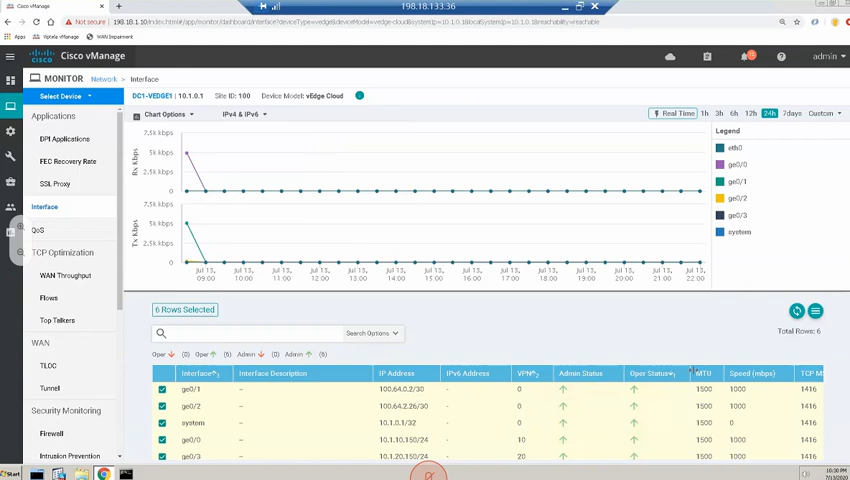 Cisco vManage
198.18.133.36
Not secure
198.18.1.10/index.html#/app/monitor/dashboard/interface?deviceType=vedge&deviceModel=vedge-cloud&systemIp=10.1.0.1&localSystemIp=10.1.0.1&reachability=reachable
Apps
Viptela vManage
WAN Impairment
Cisco vManage
admin
MONITOR
Network
Interface
Select Device
DC1-VEDGE1
10.1.0.1
Site ID: 100
Device Model: vEdge Cloud
Applications
DPI Applications
FEC Recovery Rate
SSL Proxy
Interface
QoS
TCP Optimization
WAN Throughput
Flows
Top Talkers
WAN
TLOC
Tunnel
Security Monitoring
Firewall
Intrusion Prevention
Chart Options
IPv4 & IPv6
Real Time
1h
3h
6h
12h
24h
7days
Custom
Rx Kbps
7.5k kbps
5k kbps
2.5k kbps
0
Tx Kbps
7.5k kbps
5k kbps
2.5k kbps
0
Jul 13, 09:00
Jul 13, 10:00
Jul 13, 11:00
Jul 13, 12:00
Jul 13, 13:00
Jul 13, 14:00
Jul 13, 15:00
Jul 13, 16:00
Jul 13, 17:00
Jul 13, 18:00
Jul 13, 19:00
Jul 13, 20:00
Jul 13, 21:00
Jul 13, 22:00
Legend
eth0
ge0/0
ge0/1
ge0/2
ge0/3
system
6 Rows Selected
Search Options
Total Rows: 6
Oper (0) Oper (6) Admin (0) Admin (6)
Interface Interface Description IP Address IPv6 Address VPN Admin Status Oper Status MTU Speed (mbps) TCP M
ge0/1 -- 100.64.0.2/30 - 0 1500 1000 1416
ge0/2 -- 100.64.2.26/30 - 0 1500 1000 1416
system -- 10.1.0.1/32 - 0 1500 0 1416
ge0/0 -- 10.1.10.150/24 - 10 1500 1000 1416
ge0/3 -- 10.1.20.150/24 - 20 1500 1000 1416
Start
10:30 PM
7/13/2020